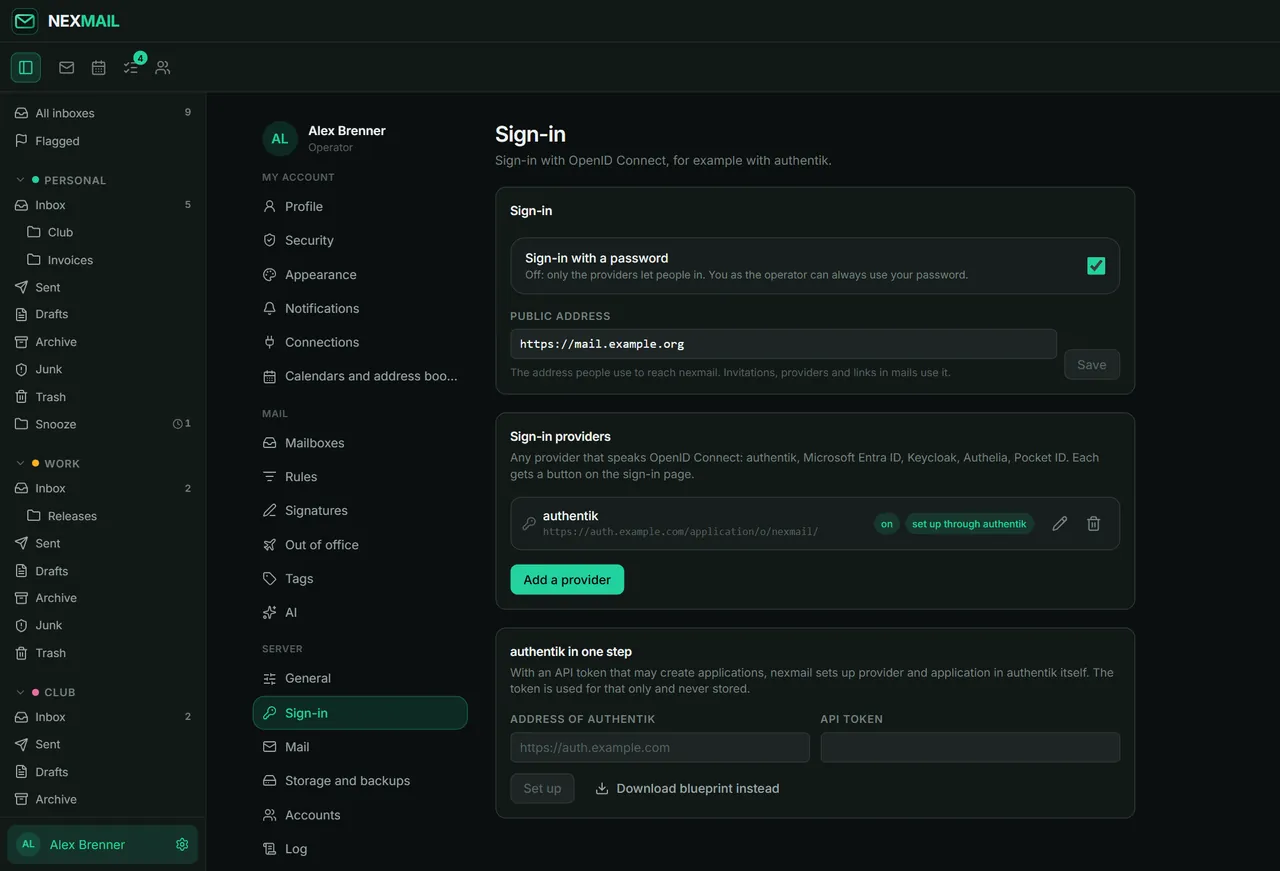 NEXMAIL
4
All inboxes 9
Flagged
PERSONAL
Inbox 5
Club
Invoices
Sent
Drafts
Archive
Junk
Trash
Snooze 1
WORK
Inbox 2
Releases
Sent
Drafts
Archive
Junk
Trash
CLUB
Inbox 2
Sent
Drafts
Archive
AL Alex Brenner
AL
Alex Brenner
Operator
MY ACCOUNT
Profile
Security
Appearance
Notifications
Connections
Calendars and address boo...
MAIL
Mailboxes
Rules
Signatures
Out of office
Tags
AI
SERVER
General
Sign-in
Mail
Storage and backups
Accounts
Log
Sign-in
Sign-in with OpenID Connect, for example with authentik.
Sign-in
Sign-in with a password
Off: only the providers let people in. You as the operator can always use your password.
PUBLIC ADDRESS
https://mail.example.org
The address people use to reach nexmail. Invitations, providers and links in mails use it.
Save
Sign-in providers
Any provider that speaks OpenID Connect: authentik, Microsoft Entra ID, Keycloak, Authelia, Pocket ID. Each
gets a button on the sign-in page.
authentik
https://auth.example.com/application/o/nexmail/
on set up through authentik
Add a provider
authentik in one step
With an API token that may create applications, nexmail sets up provider and application in authentik itself. The
token is used for that only and never stored.
ADDRESS OF AUTHENTIK API TOKEN
https://auth.example.com
Set up Download blueprint instead